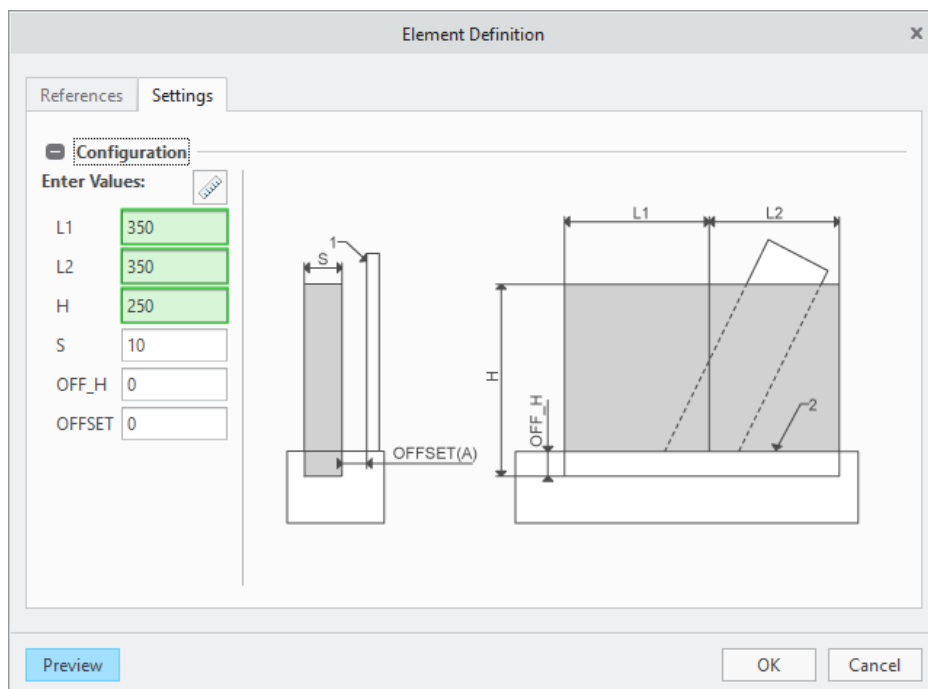 Element Definition
References
Settings
Configuration
Enter Values:
L1 350
L2 350
H 250
S 10
OFF_H 0
OFFSET 0
1
S
OFFSET(A)
L1
L2
H
OFF_H
2
Preview
OK
Cancel